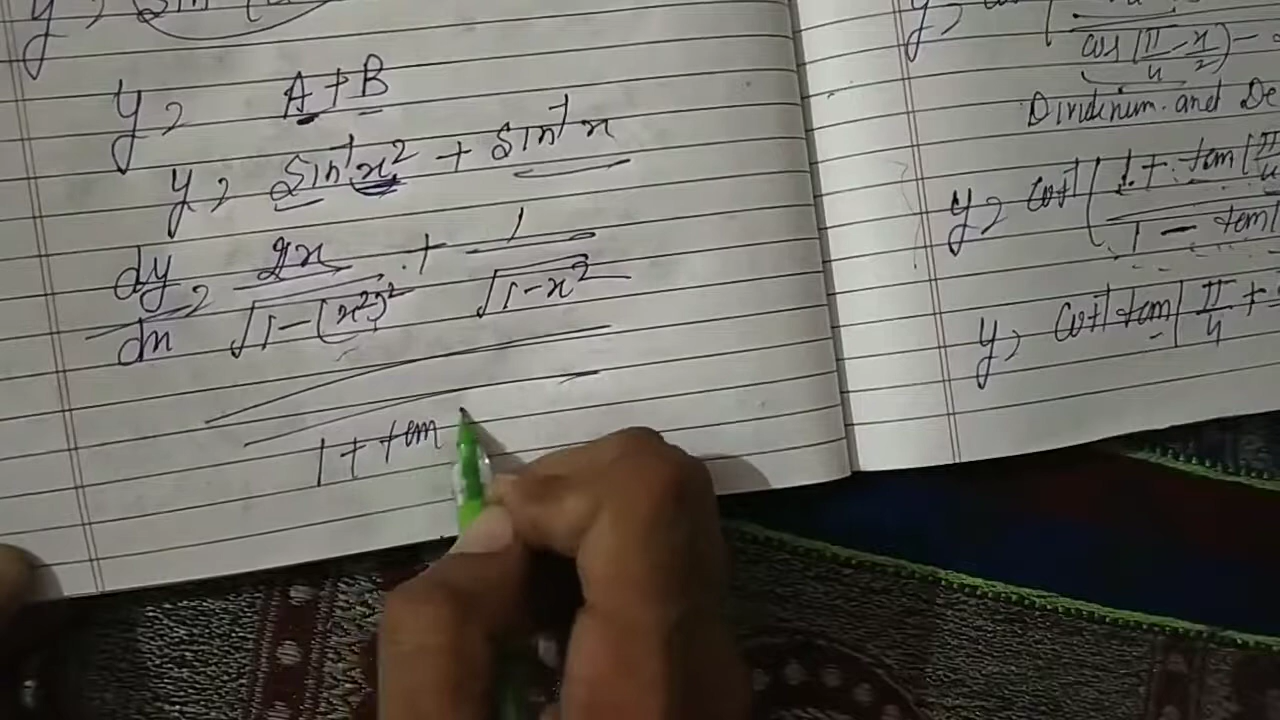 y = A + B
y = sin⁻¹x² + sin⁻¹x
dy/dx = 2x/√1-(x²)² + 1/√1-x²
1 + tan
cos(π/4 - x/2) -
Dividinum. and De
y = cot⁻¹(1 + tan(π/4
1 - tan(
y = cot⁻¹ tan(π/4 +